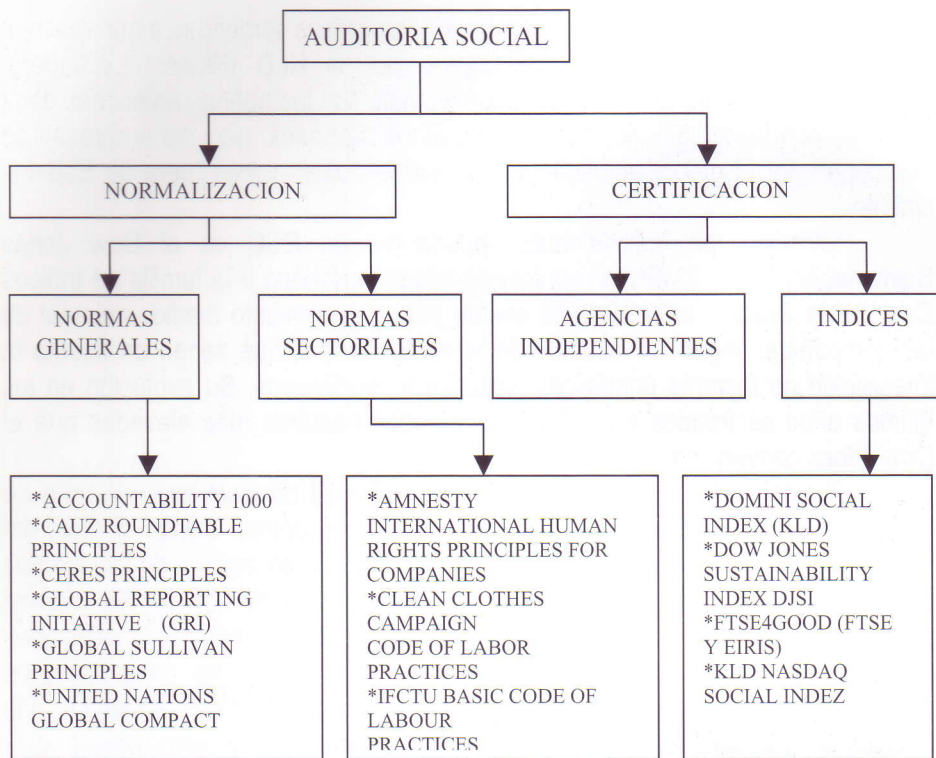 AUDITORIA SOCIAL
NORMALIZACION
CERTIFICACION
NORMAS
GENERALES
NORMAS
SECTORIALES
AGENCIAS
INDEPENDIENTES
INDICES
*ACCOUNTABILITY 1000
*CAUZ ROUNDTABLE
PRINCIPLES
*CERES PRINCIPLES
*GLOBAL REPORT ING
INITAITIVE (GRI)
*GLOBAL SULLIVAN
PRINCIPLES
*UNITED NATIONS
GLOBAL COMPACT
*AMNESTY
INTERNATIONAL HUMAN
RIGHTS PRINCIPLES FOR
COMPANIES
*CLEAN CLOTHES
CAMPAIGN
CODE OF LABOR
PRACTICES
*IFCTU BASIC CODE OF
LABOUR
PRACTICES
*DOMINI SOCIAL
INDEX (KLD)
*DOW JONES
SUSTAINABILITY
INDEX DJSI
*FTSE4GOOD (FTSE
Y EIRIS)
*KLD NASDAQ
SOCIAL INDEZ